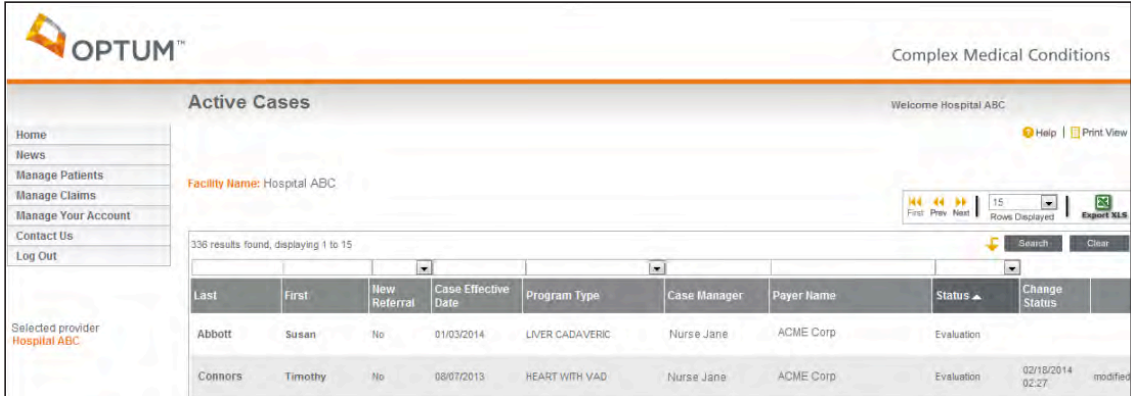 OPTUM™
Complex Medical Conditions
Active Cases
Welcome Hospital ABC
Home
News
Manage Patients
Manage Claims
Manage Your Account
Contact Us
Log Out
Selected provider
Hospital ABC
Help | Print View
Facility Name: Hospital ABC
First Prev Next
15
Rows Displayed
Export XLS
336 results found, displaying 1 to 15
Search Clear
Last First New Referral Case Effective Date Program Type Case Manager Payer Name Status Change Status
Abbott Susan No 01/03/2014 LIVER CADAVERIC Nurse Jane ACME Corp Evaluation
Connors Timothy No 08/07/2013 HEART WITH VAD Nurse Jane ACME Corp Evaluation 02/18/2014 02:27 modified